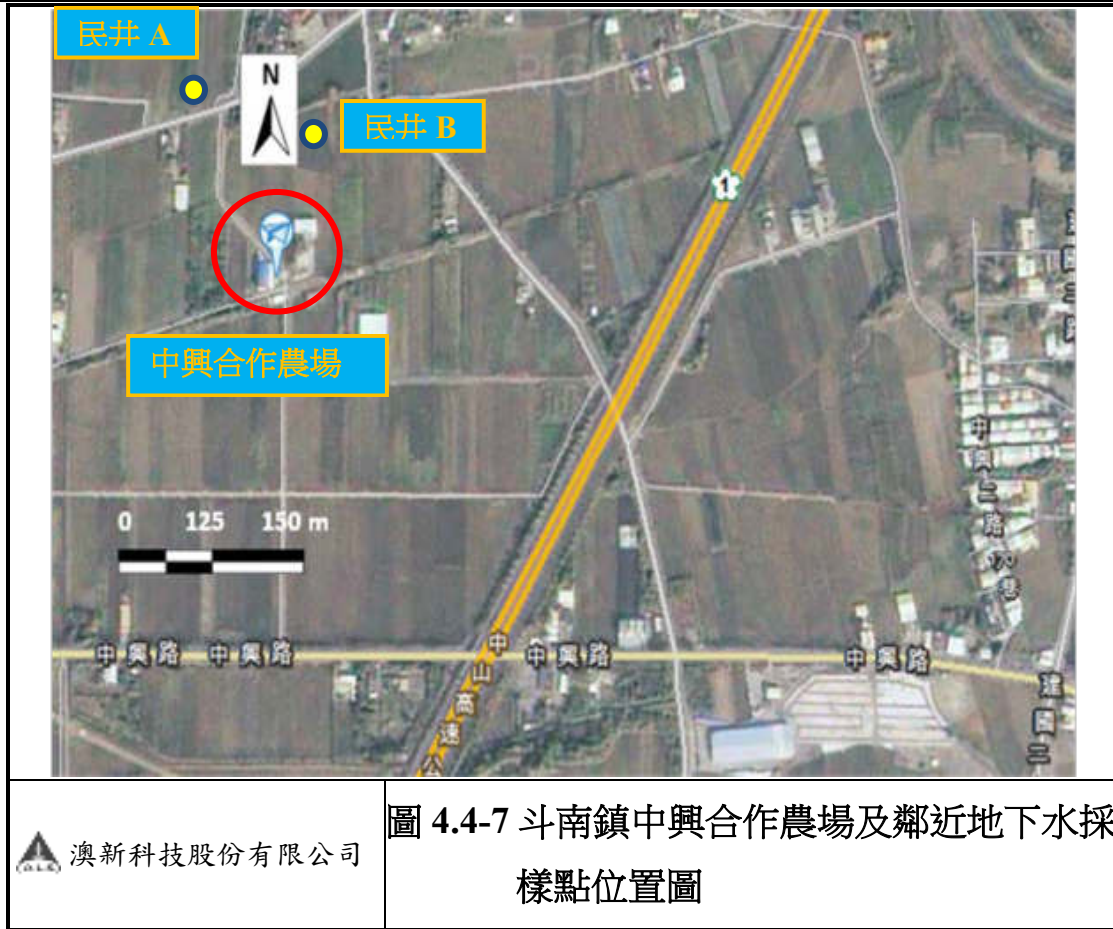 民井 A
N
民井 B
1
中興合作農場
0 125 150 m
中興二路 六巷
中興路 中興路 中興路 中興路
中山高速公
建國二
澳新科技股份有限公司
圖 4.4-7 斗南鎮中興合作農場及鄰近地下水採
樣點位置圖